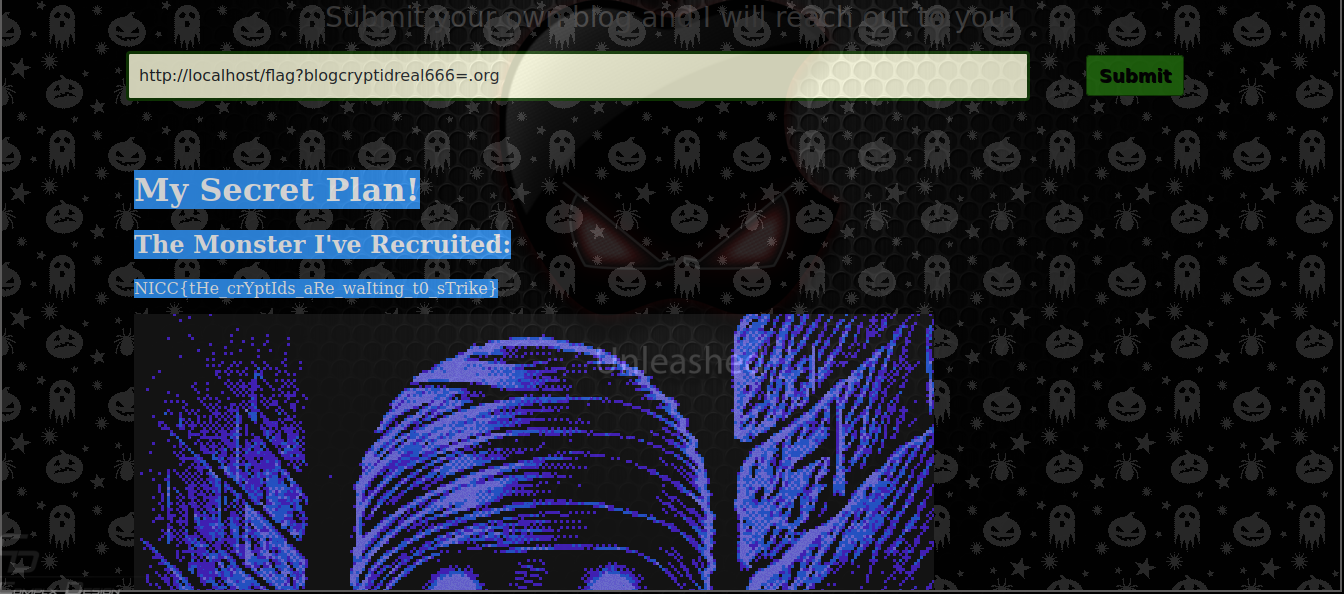 Submit your own blog and I will reach out to you!
http://localhost/flag?blogcryptidreal666=.org
Submit
My Secret Plan!
The Monster I've Recruited:
NICC{tHe_crYptIds_aRe_waIting_t0_sTrike}
Unleashed